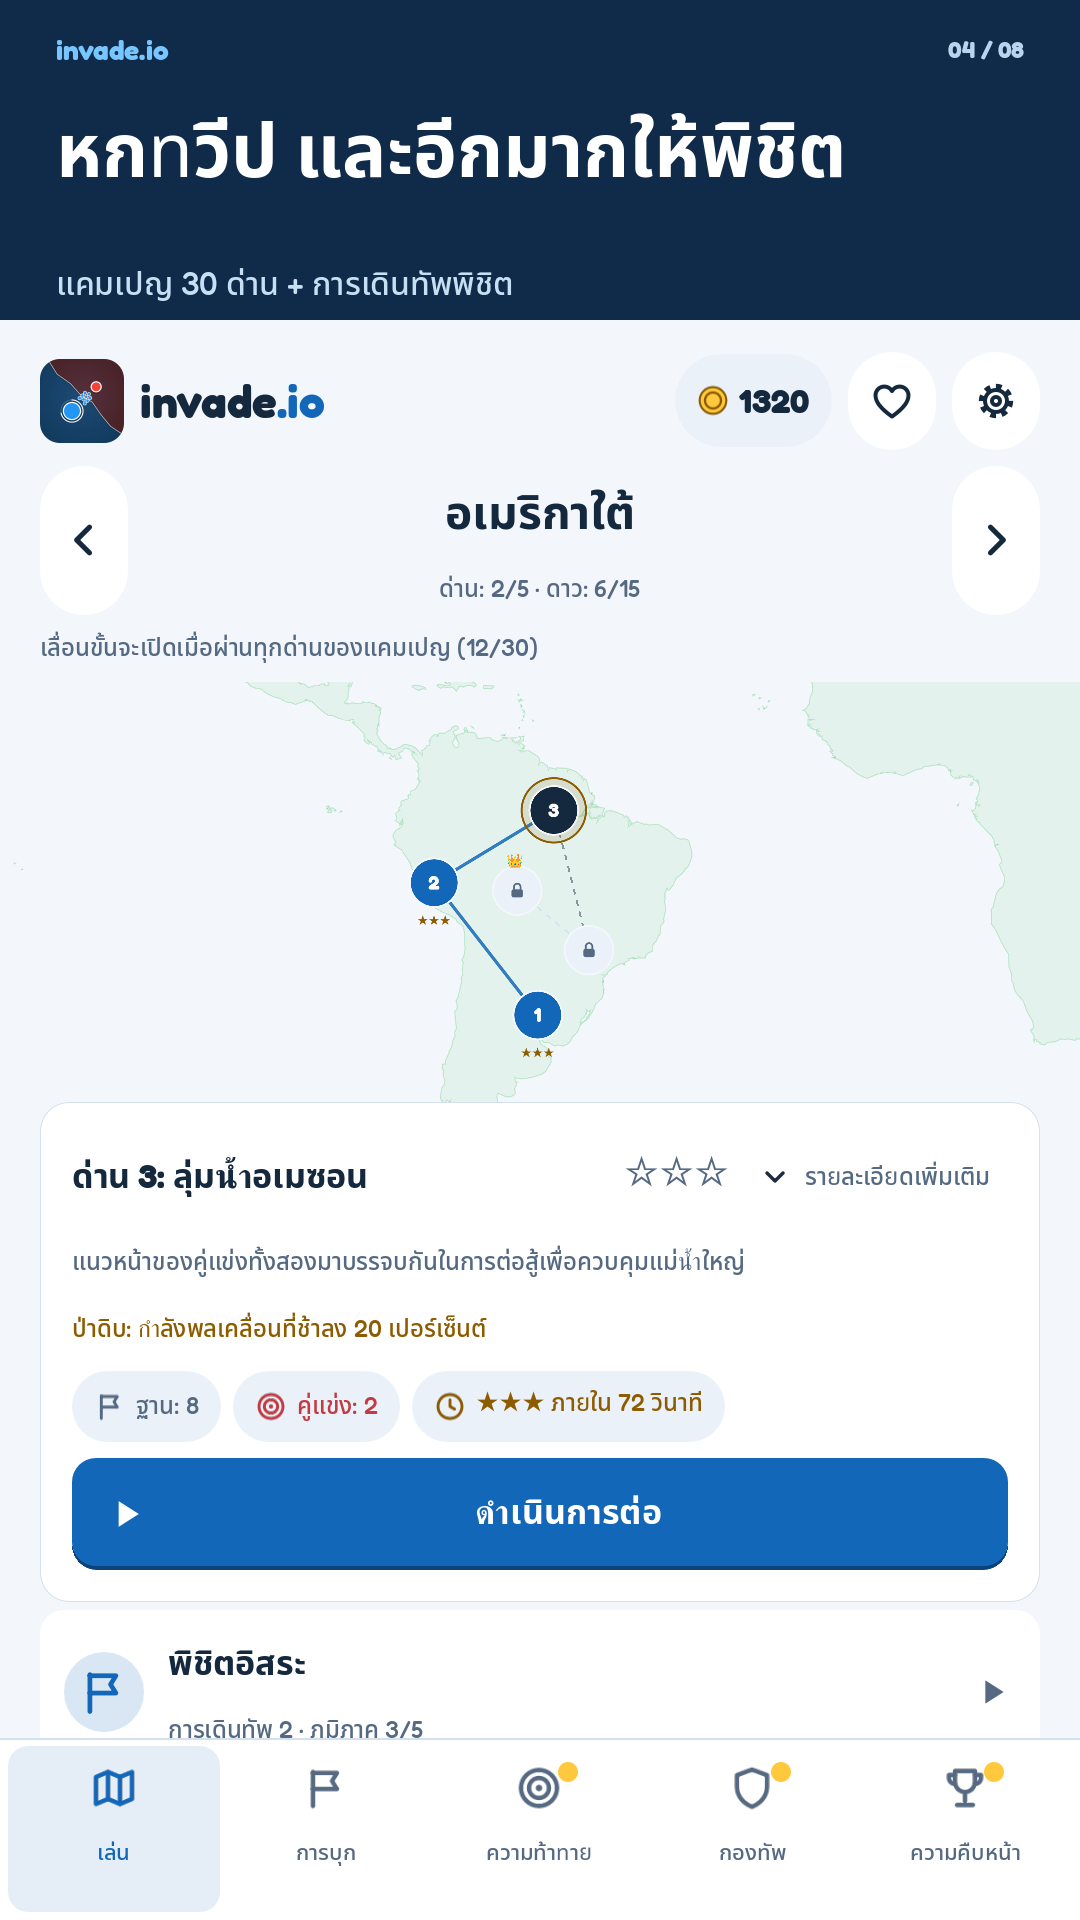 invade.io
04 / 08
หกทวีป และอีกมากให้พิชิต
แคมเปญ 30 ด่าน + การเดินทัพพิชิต
invade.io
1320
อเมริกาใต้
ด่าน: 2/5 · ดาว: 6/15
เลื่อนขั้นจะเปิดเมื่อผ่านทุกด่านของแคมเปญ (12/30)
3
2
★★★
1
★★★
ด่าน 3: ลุ่มน้ำอเมซอน
☆☆☆
รายละเอียดเพิ่มเติม
แนวหน้าของคู่แข่งทั้งสองมาบรรจบกันในการต่อสู้เพื่อควบคุมแม่น้ำใหญ่
ป่าดิบ: กำลังพลเคลื่อนที่ช้าลง 20 เปอร์เซ็นต์
ฐาน: 8
คู่แข่ง: 2
★★★ ภายใน 72 วินาที
ดำเนินการต่อ
พิชิตอิสระ
การเดินทัพ 2 · ภูมิภาค 3/5
เล่น
การบุก
ความท้าทาย
กองทัพ
ความคืบหน้า